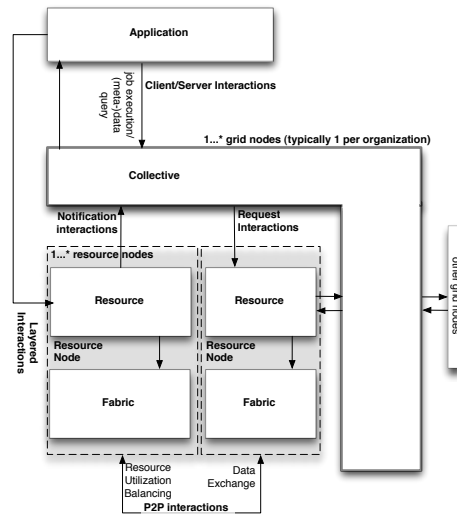 Application
Client/Server Interactions
job execution/
(meta-)data
query
1...* grid nodes (typically 1 per organization)
Collective
Notification
interactions
Request
Interactions
1...* resource nodes
Resource
Resource
Layered
Interactions
other grid nodes
Resource
Node
Resource
Node
Fabric
Fabric
Resource
Utilization
Balancing
Data
Exchange
P2P interactions